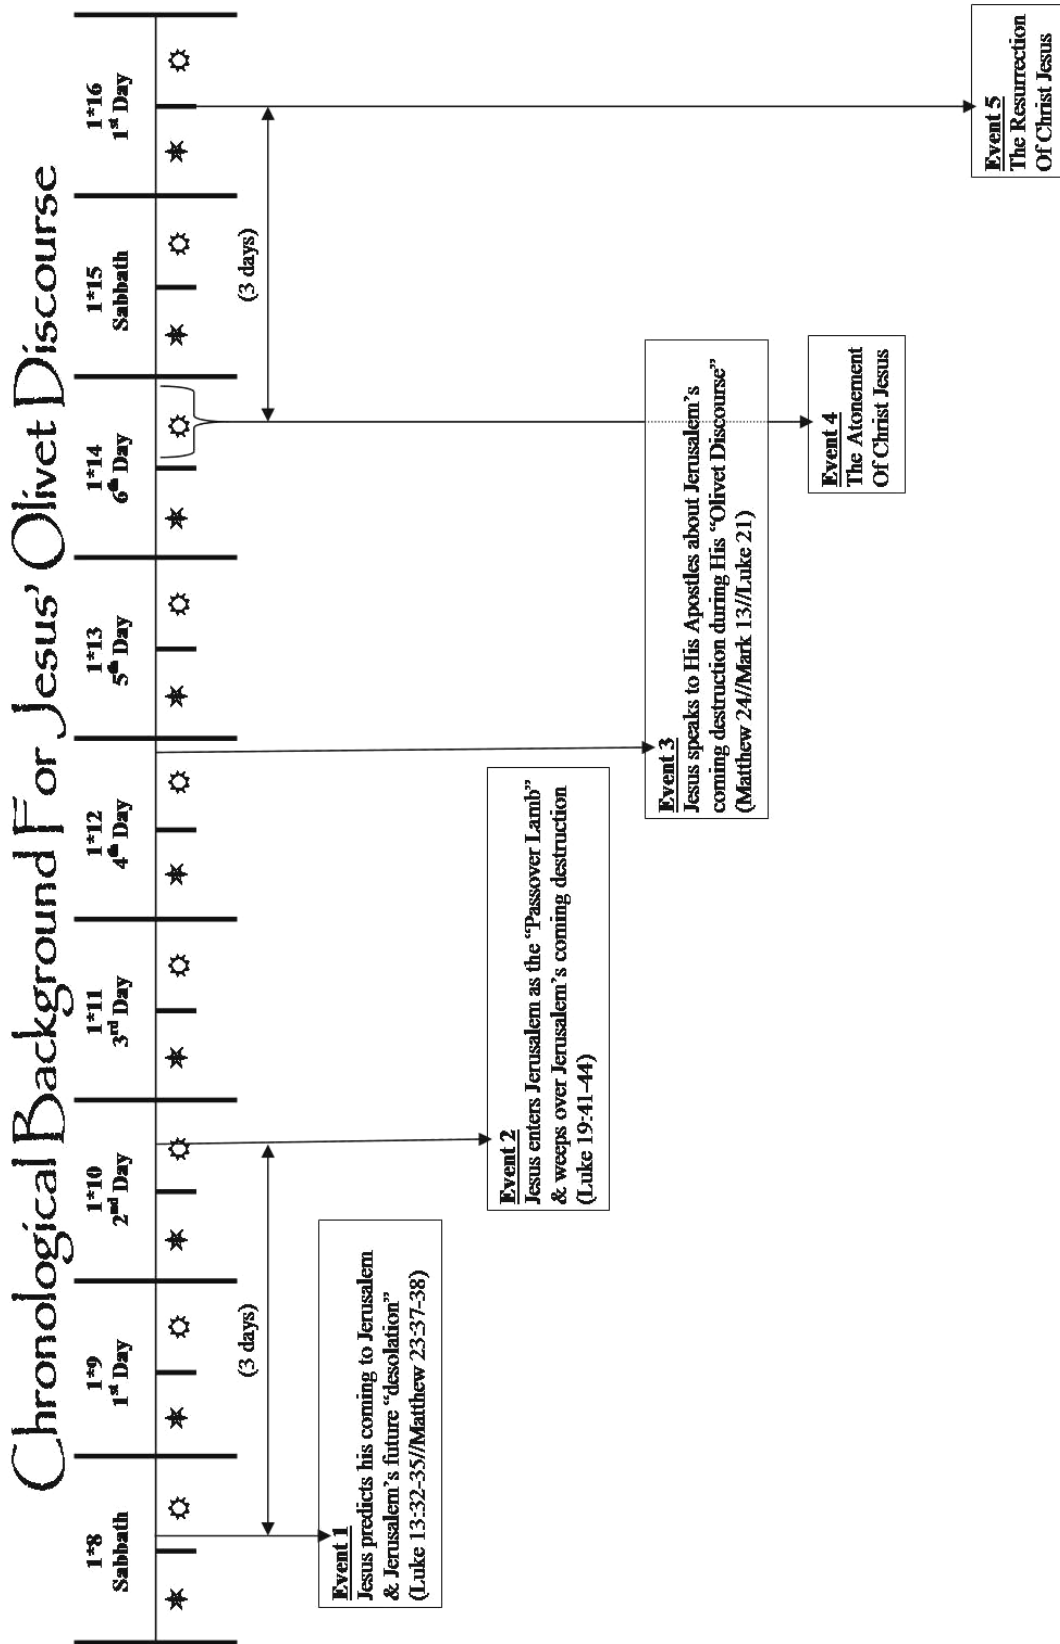 Chronological Background For Jesus' Olivet Discourse
1*8
Sabbath
1*9
1st Day
1*10
2nd Day
1*11
3rd Day
1*12
4th Day
1*13
5th Day
1*14
6th Day
1*15
Sabbath
1*16
1st Day
(3 days)
(3 days)
Event 1
Jesus predicts his coming to Jerusalem
& Jerusalem's future "desolation"
(Luke 13:32-35//Matthew 23:37-38)
Event 2
Jesus enters Jerusalem as the "Passover Lamb"
& weeps over Jerusalem's coming destruction
(Luke 19:41-44)
Event 3
Jesus speaks to His Apostles about Jerusalem's
coming destruction during His "Olivet Discourse"
(Matthew 24//Mark 13//Luke 21)
Event 4
The Atonement
Of Christ Jesus
Event 5
The Resurrection
Of Christ Jesus